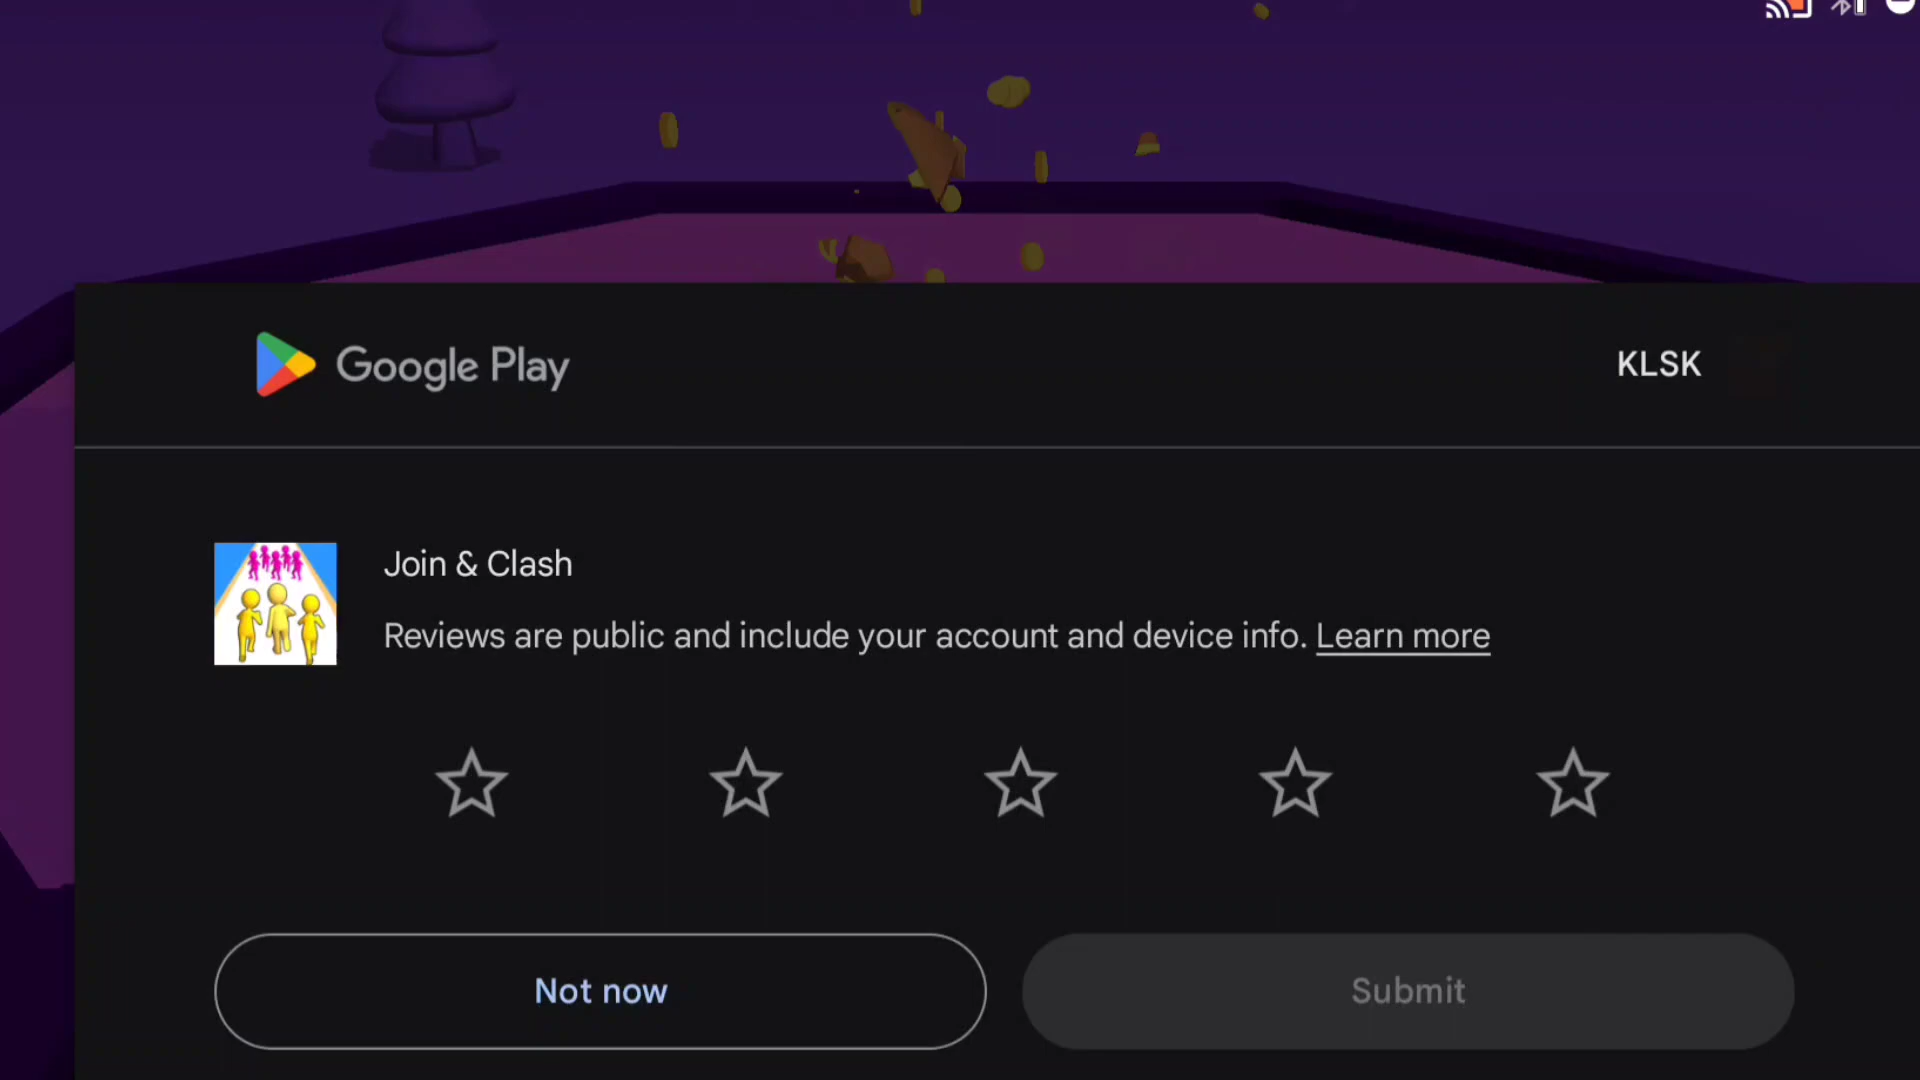 Google Play
KLSK
Join & Clash
Reviews are public and include your account and device info. Learn more
Not now
Submit